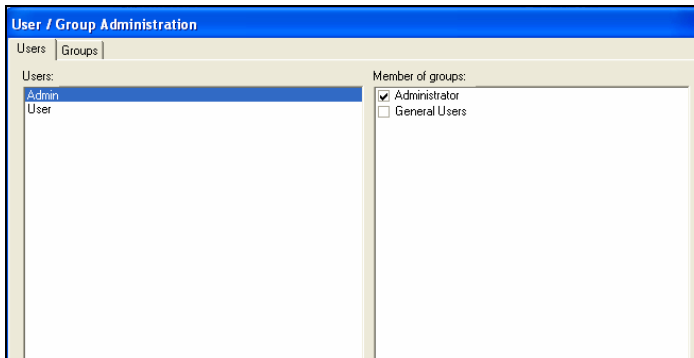 User / Group Administration
Users Groups
Users:
Admin
User
Member of groups:
Administrator
General Users